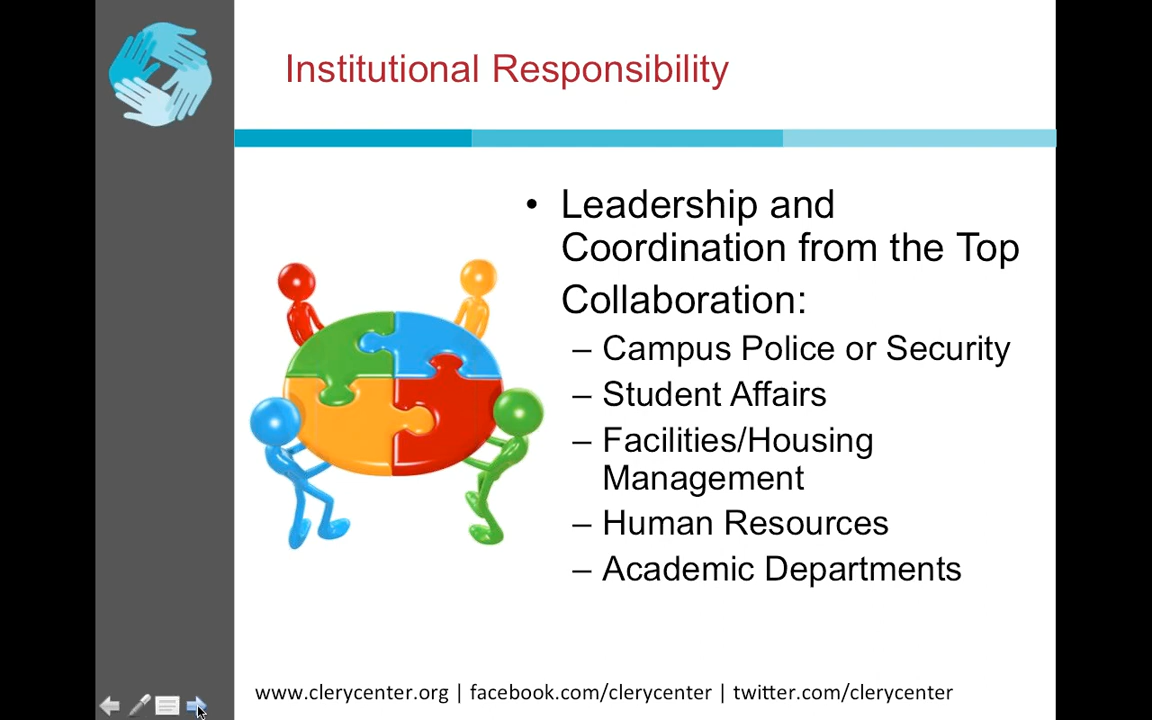 Institutional Responsibility
• Leadership and
Coordination from the Top
Collaboration:
– Campus Police or Security
– Student Affairs
– Facilities/Housing
Management
– Human Resources
– Academic Departments
www.clerycenter.org | facebook.com/clerycenter | twitter.com/clerycenter